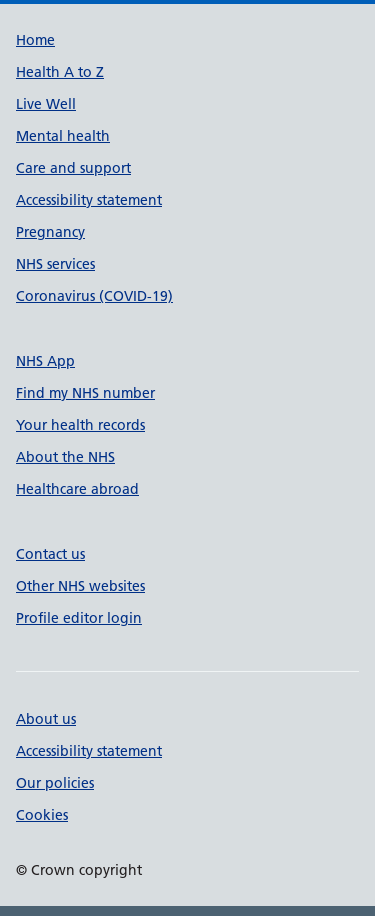 Home
Health A to Z
Live Well
Mental health
Care and support
Accessibility statement
Pregnancy
NHS services
Coronavirus (COVID-19)
NHS App
Find my NHS number
Your health records
About the NHS
Healthcare abroad
Contact us
Other NHS websites
Profile editor login
About us
Accessibility statement
Our policies
Cookies
© Crown copyright